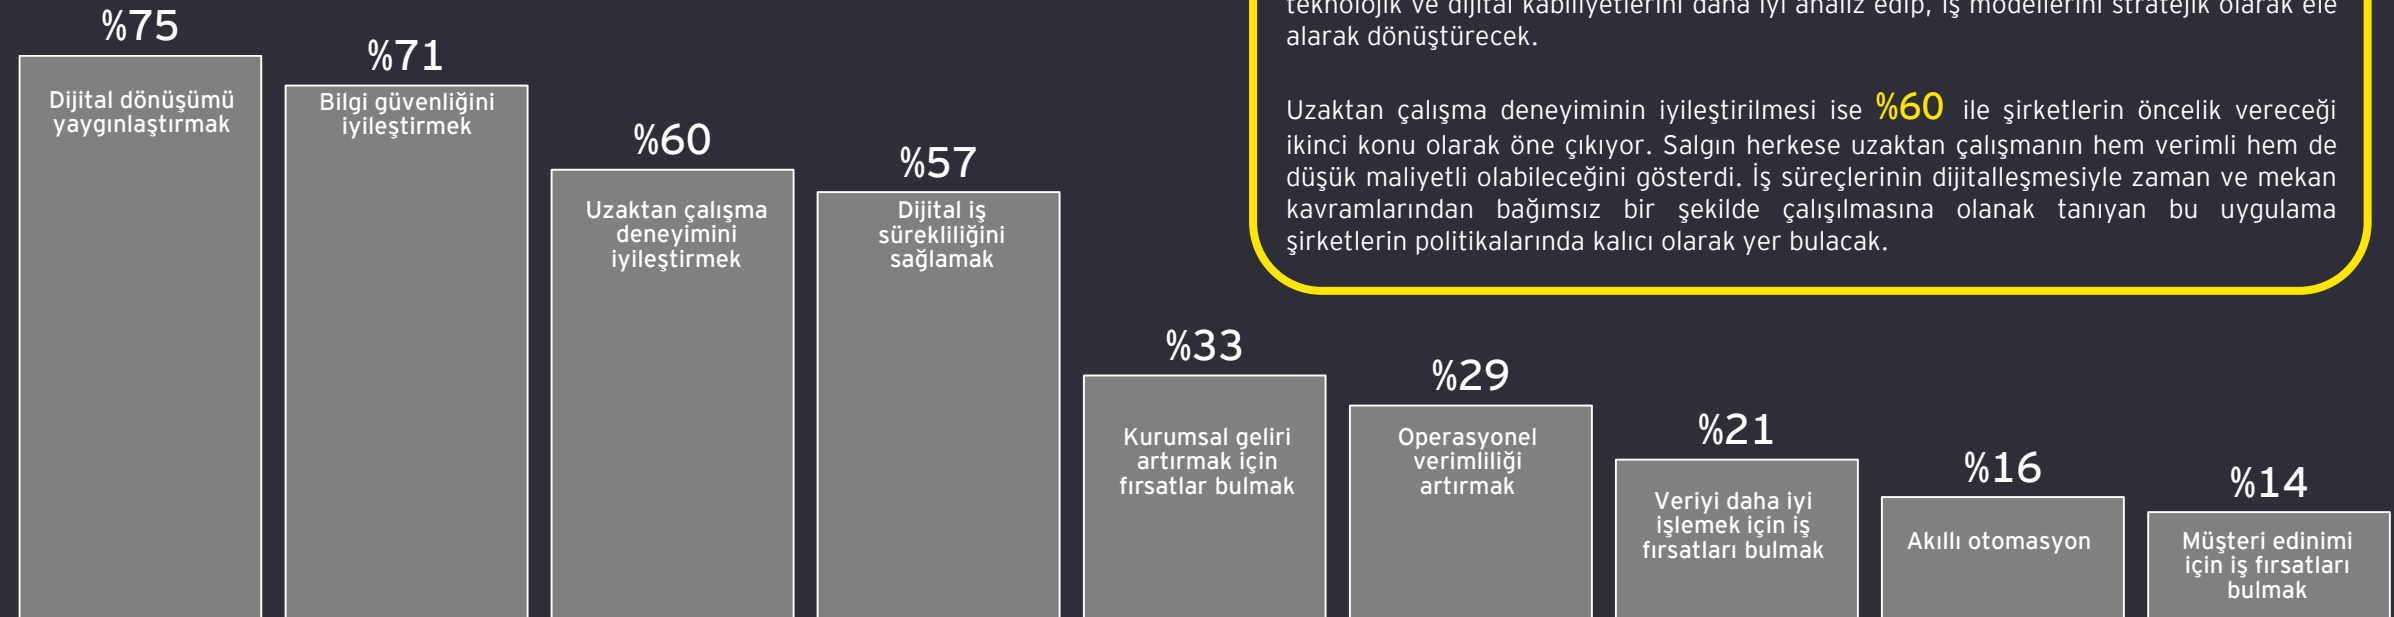 %75
Dijital dönüşümü
yaygınlaştırmak
%71
Bilgi güvenliğini
iyileştirmek
%60
Uzaktan çalışma
deneyimini
iyileştirmek
%57
Dijital iş
sürekliliğini
sağlamak
%33
Kurumsal geliri
artırmak için
fırsatlar bulmak
%29
Operasyonel
verimliliği
artırmak
%21
Veriyi daha iyi
işlemek için iş
fırsatları bulmak
%16
Akıllı otomasyon
%14
Müşteri edinimi
için iş fırsatları
bulmak
teknolojik ve dijital kabiliyetlerini daha iyi analiz edip, iş modellerini stratejik olarak ele
alarak dönüştürecek.
Uzaktan çalışma deneyiminin iyileştirilmesi ise %60 ile şirketlerin öncelik vereceği
ikinci konu olarak öne çıkıyor. Salgın herkese uzaktan çalışmanın hem verimli hem de
düşük maliyetli olabileceğini gösterdi. İş süreçlerinin dijitalleşmesiyle zaman ve mekan
kavramlarından bağımsız bir şekilde çalışılmasına olanak tanıyan bu uygulama
şirketlerin politikalarında kalıcı olarak yer bulacak.